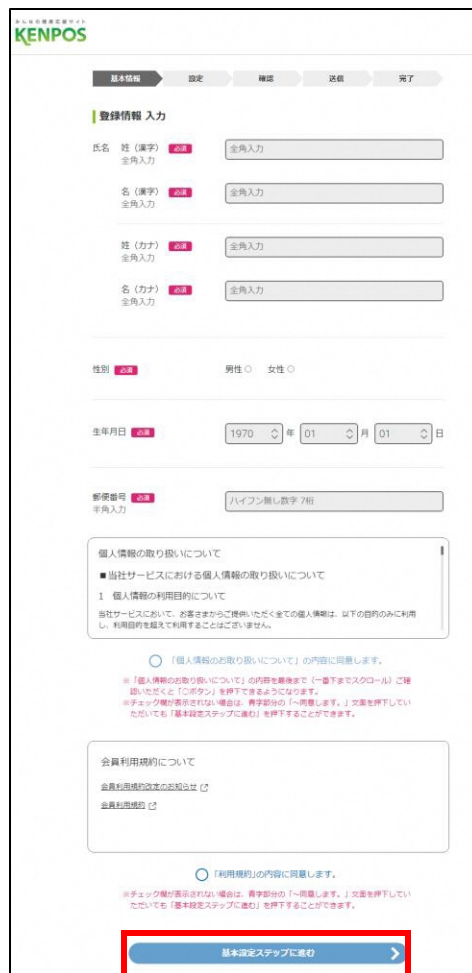 みんなの健康応援サイト
KENPOS
基本情報 設定 確認 送信 完了
登録情報 入力
氏名 姓（漢字） 必須 全角入力
全角入力
名（漢字） 必須 全角入力
全角入力
姓（カナ） 必須 全角入力
全角入力
名（カナ） 必須 全角入力
全角入力
性別 必須 男性 女性
生年月日 必須 1970 年 01 月 01 日
郵便番号 必須 ハイフン無し数字 7桁
半角入力
個人情報の取り扱いについて
■当社サービスにおける個人情報の取り扱いについて
1 個人情報の利用目的について
当社サービスにおいて、お客さまからご提供いただく全ての個人情報は、以下の目的のみに利用
し、利用目的を超えて利用することはございません。
「個人情報のお取り扱いについて」の内容に同意します。
※「個人情報のお取り扱いについて」の内容を最後まで（一番下までスクロール）ご確
認いただくと「○ボタン」を押下できるようになります。
※チェック欄が表示されない場合は、青字部分の「～同意します。」文面を押下してい
ただいても「基本設定ステップに進む」を押下することができます。
会員利用規約について
会員利用規約改定のお知らせ
会員利用規約
「利用規約」の内容に同意します。
※チェック欄が表示されない場合は、青字部分の「～同意します。」文面を押下してい
ただいても「基本設定ステップに進む」を押下することができます。
基本設定ステップに進む